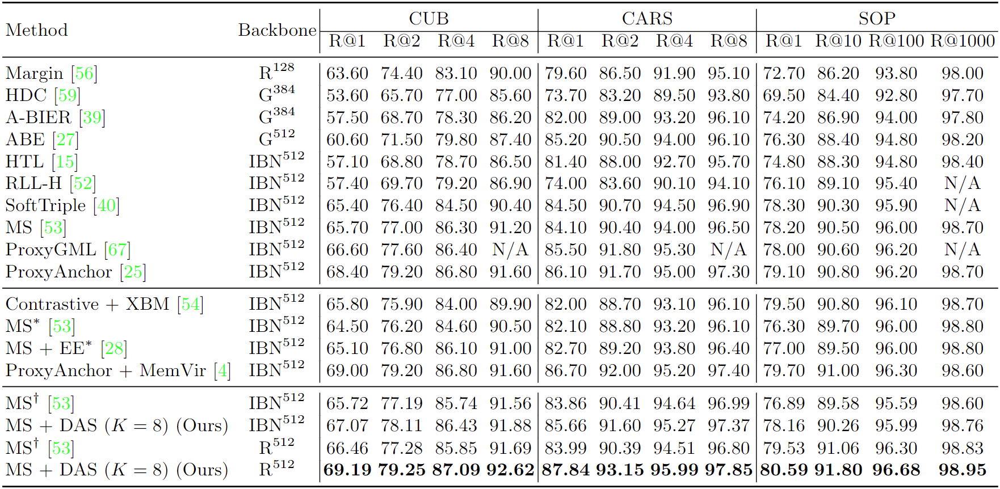 Method Backbone CUB CARS SOP
R@1 R@2 R@4 R@8 R@1 R@2 R@4 R@8 R@1 R@10 R@100 R@1000
Margin [56] R^128 63.60 74.40 83.10 90.00 79.60 86.50 91.90 95.10 72.70 86.20 93.80 98.00
HDC [59] G^384 53.60 65.70 77.00 85.60 73.70 83.20 89.50 93.80 69.50 84.40 92.80 97.70
A-BIER [39] G^384 57.50 68.70 78.30 86.20 82.00 89.00 93.20 96.10 74.20 86.90 94.00 97.80
ABE [27] G^512 60.60 71.50 79.80 87.40 85.20 90.50 94.00 96.10 76.30 88.40 94.80 98.20
HTL [15] IBN^512 57.10 68.80 78.70 86.50 81.40 88.00 92.70 95.70 74.80 88.30 94.80 98.40
RLL-H [52] IBN^512 57.40 69.70 79.20 86.90 74.00 83.60 90.10 94.10 76.10 89.10 95.40 N/A
SoftTriple [40] IBN^512 65.40 76.40 84.50 90.40 84.50 90.70 94.50 96.90 78.30 90.30 95.90 N/A
MS [53] IBN^512 65.70 77.00 86.30 91.20 84.10 90.40 94.00 96.50 78.20 90.50 96.00 98.70
ProxyGML [67] IBN^512 66.60 77.60 86.40 N/A 85.50 91.80 95.30 N/A 78.00 90.60 96.20 N/A
ProxyAnchor [25] IBN^512 68.40 79.20 86.80 91.60 86.10 91.70 95.00 97.30 79.10 90.80 96.20 98.70
Contrastive + XBM [54] IBN^512 65.80 75.90 84.00 89.90 82.00 88.70 93.10 96.10 79.50 90.80 96.10 98.70
MS* [53] IBN^512 64.50 76.20 84.60 90.50 82.10 88.80 93.20 96.10 76.30 89.70 96.00 98.80
MS + EE* [28] IBN^512 65.10 76.80 86.10 91.00 82.70 89.20 93.80 96.40 77.00 89.50 96.00 98.80
ProxyAnchor + MemVir [4] IBN^512 69.00 79.20 86.80 91.60 86.70 92.00 95.20 97.40 79.70 91.00 96.30 98.60
MS† [53] IBN^512 65.72 77.19 85.74 91.56 83.86 90.41 94.64 96.99 76.89 89.58 95.59 98.60
MS + DAS (K = 8) (Ours) IBN^512 67.07 78.11 86.43 91.88 85.66 91.60 95.27 97.37 78.16 90.26 95.99 98.76
MS† [53] R^512 66.46 77.28 85.85 91.69 83.99 90.39 94.51 96.80 79.53 91.06 96.30 98.83
MS + DAS (K = 8) (Ours) R^512 69.19 79.25 87.09 92.62 87.84 93.15 95.99 97.85 80.59 91.80 96.68 98.95